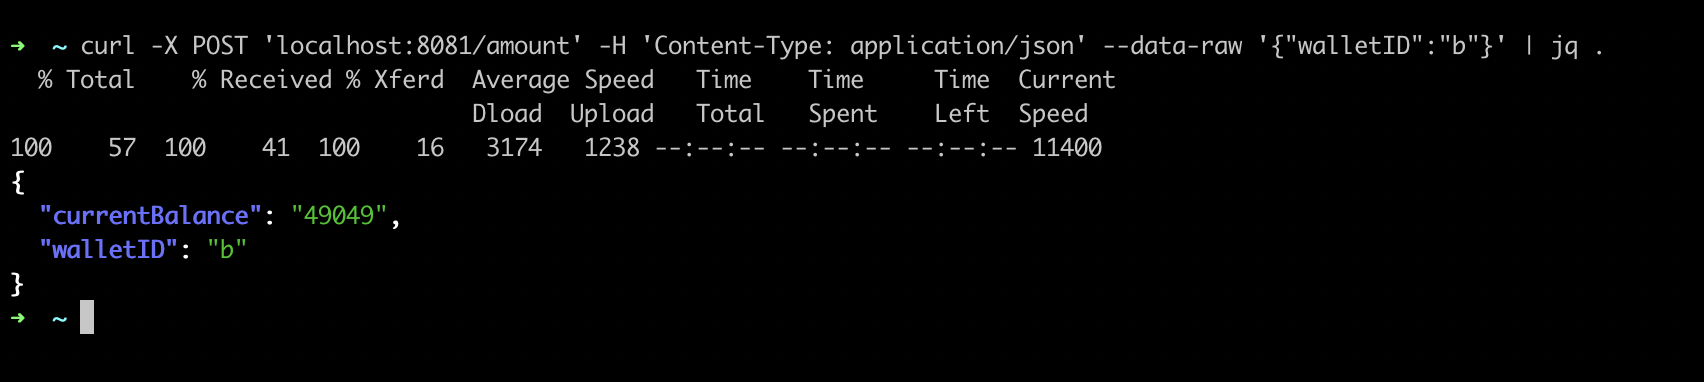 ➜  ~ curl -X POST 'localhost:8081/amount' -H 'Content-Type: application/json' --data-raw '{"walletID":"b"}' | jq .
  % Total    % Received % Xferd  Average Speed   Time    Time     Time  Current
                                 Dload  Upload   Total   Spent    Left  Speed
100    57  100    41  100    16   3174   1238 --:--:-- --:--:-- --:--:-- 11400
{
  "currentBalance": "49049",
  "walletID": "b"
}
➜  ~